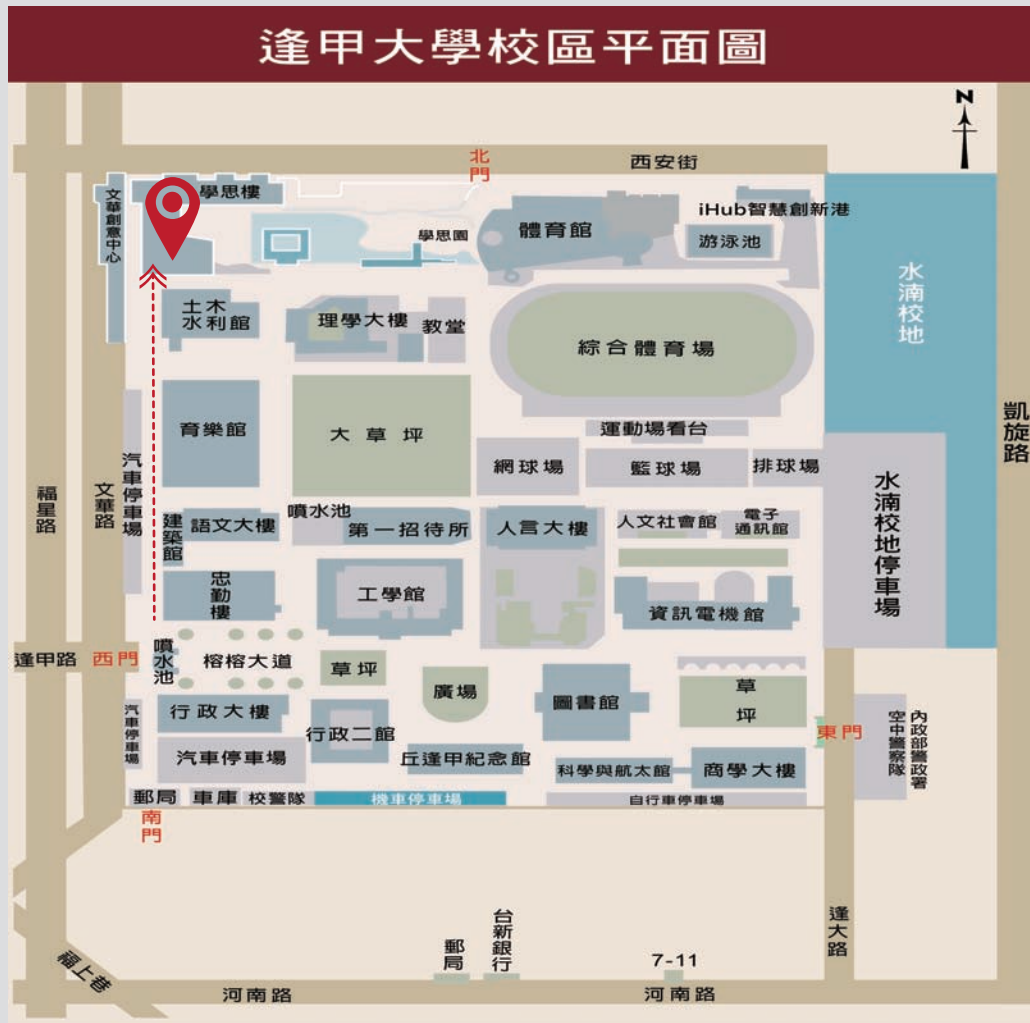 逢甲大學校區平面圖
N
北門
西安街
文華創意中心
學思樓
學思園
體育館
iHub智慧創新港
游泳池
水湳校地
土木
水利館
理學大樓
教堂
綜合體育場
凱旋路
育樂館
大草坪
運動場看台
網球場
籃球場
排球場
福星路
文華路
汽車停車場
水湳校地停車場
建築館
語文大樓
噴水池
第一招待所
人言大樓
人文社會館
電子
通訊館
忠勤樓
工學館
資訊電機館
逢甲路
西門
噴水池
榕榕大道
草坪
廣場
圖書館
草坪
汽車停車場
行政大樓
行政二館
東門
內政部警政署
空中警察隊
汽車停車場
丘逢甲紀念館
科學與航太館
商學大樓
郵局
車庫
校警隊
機車停車場
自行車停車場
南門
福上巷
郵局
台新銀行
7-11
逢大路
河南路
河南路